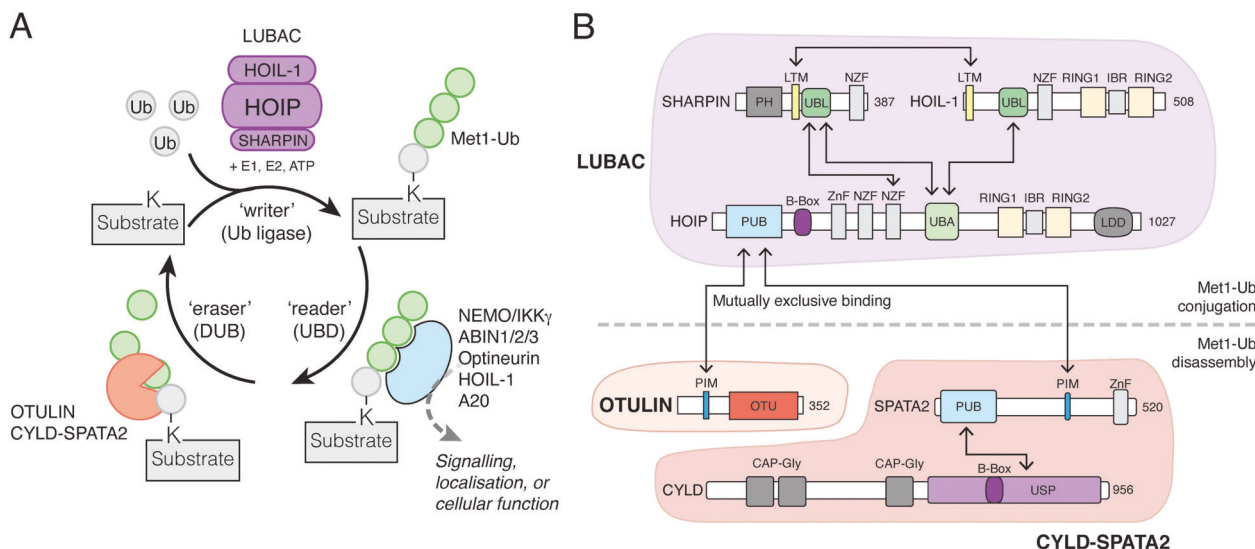 A
LUBAC
HOIL-1
HOIP
SHARPIN
+ E1, E2, ATP
Ub
Ub
Ub
Met1-Ub
K
Substrate
'writer'
(Ub ligase)
K
Substrate
'eraser'
(DUB)
'reader'
(UBD)
NEMO/IKKγ
ABIN1/2/3
Optineurin
HOIL-1
A20
K
Substrate
OTULIN
CYLD-SPATA2
K
Substrate
Signalling,
localisation, or
cellular function
B
LTM
NZF
SHARPIN
PH
UBL
387
LTM
NZF
RING1
IBR
RING2
HOIL-1
UBL
508
LUBAC
B-Box
ZnF
NZF
NZF
RING1
IBR
RING2
HOIP
PUB
UBA
LDD
1027
Mutually exclusive binding
Met1-Ub
conjugation
Met1-Ub
disassembly
PIM
OTULIN
OTU
352
PIM
ZnF
SPATA2
PUB
520
CAP-Gly
CAP-Gly
B-Box
CYLD
USP
956
CYLD-SPATA2